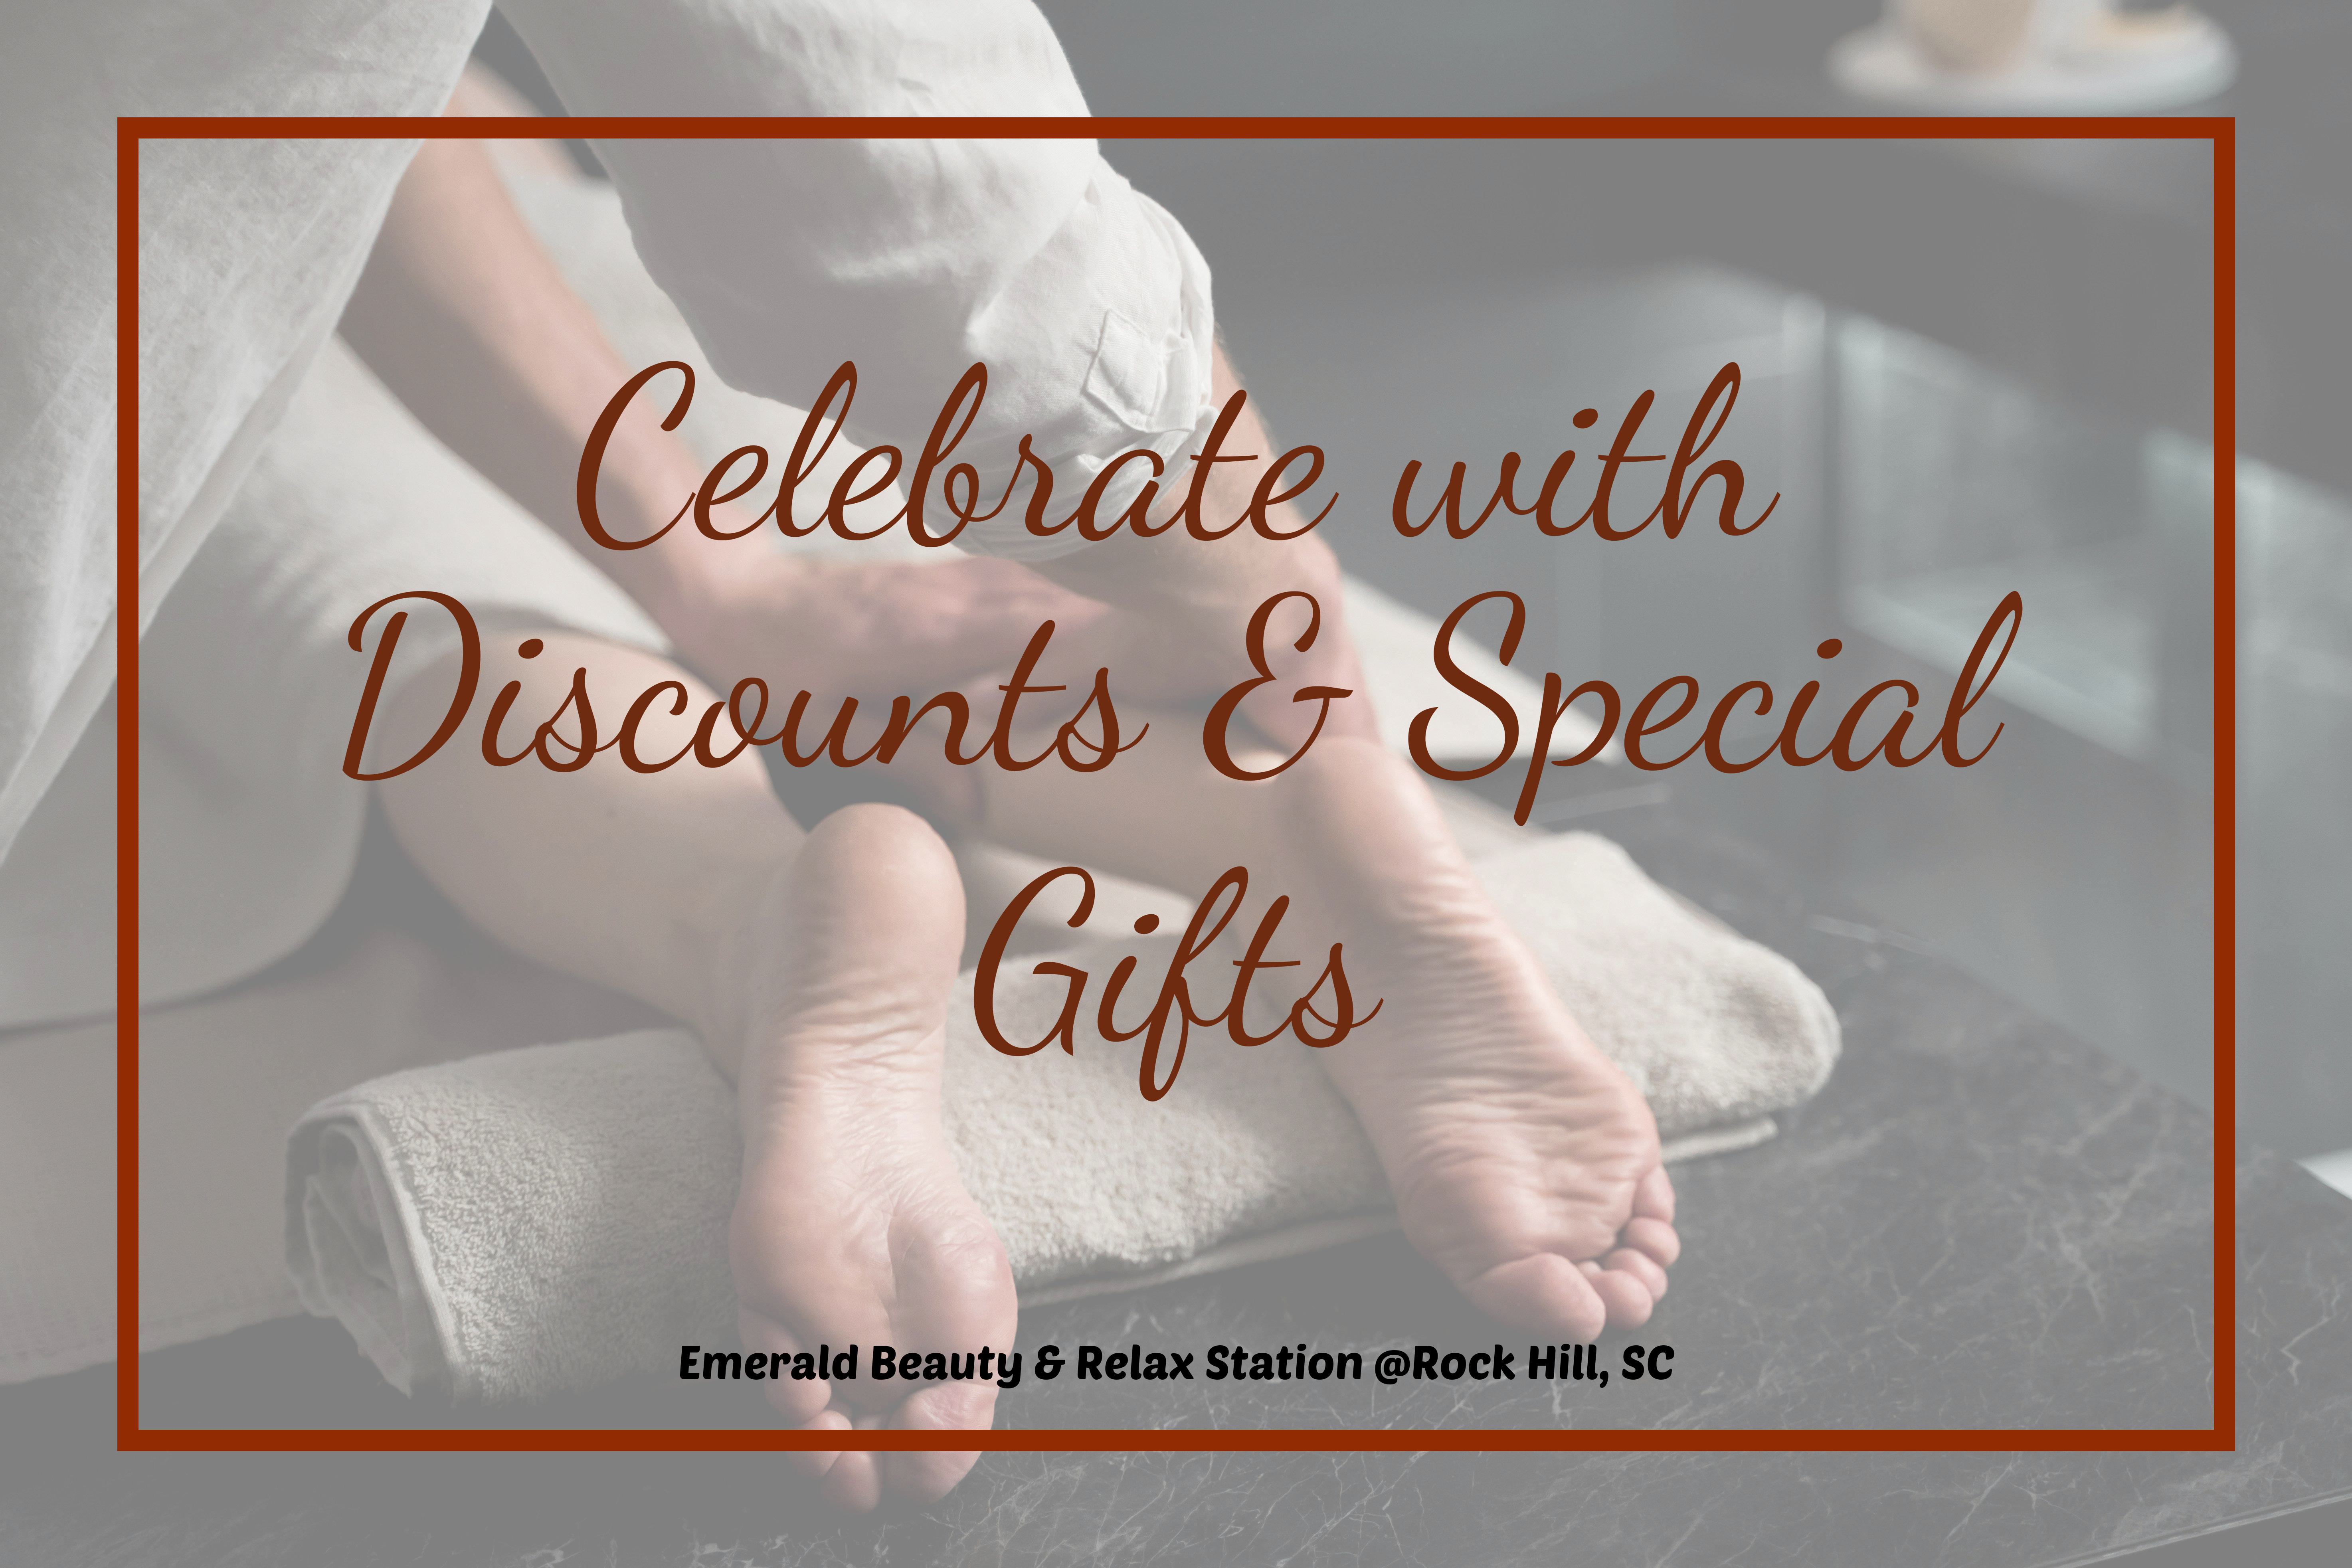 Celebrate with
Discounts & Special
Gifts
Emerald Beauty & Relax Station @Rock Hill, SC